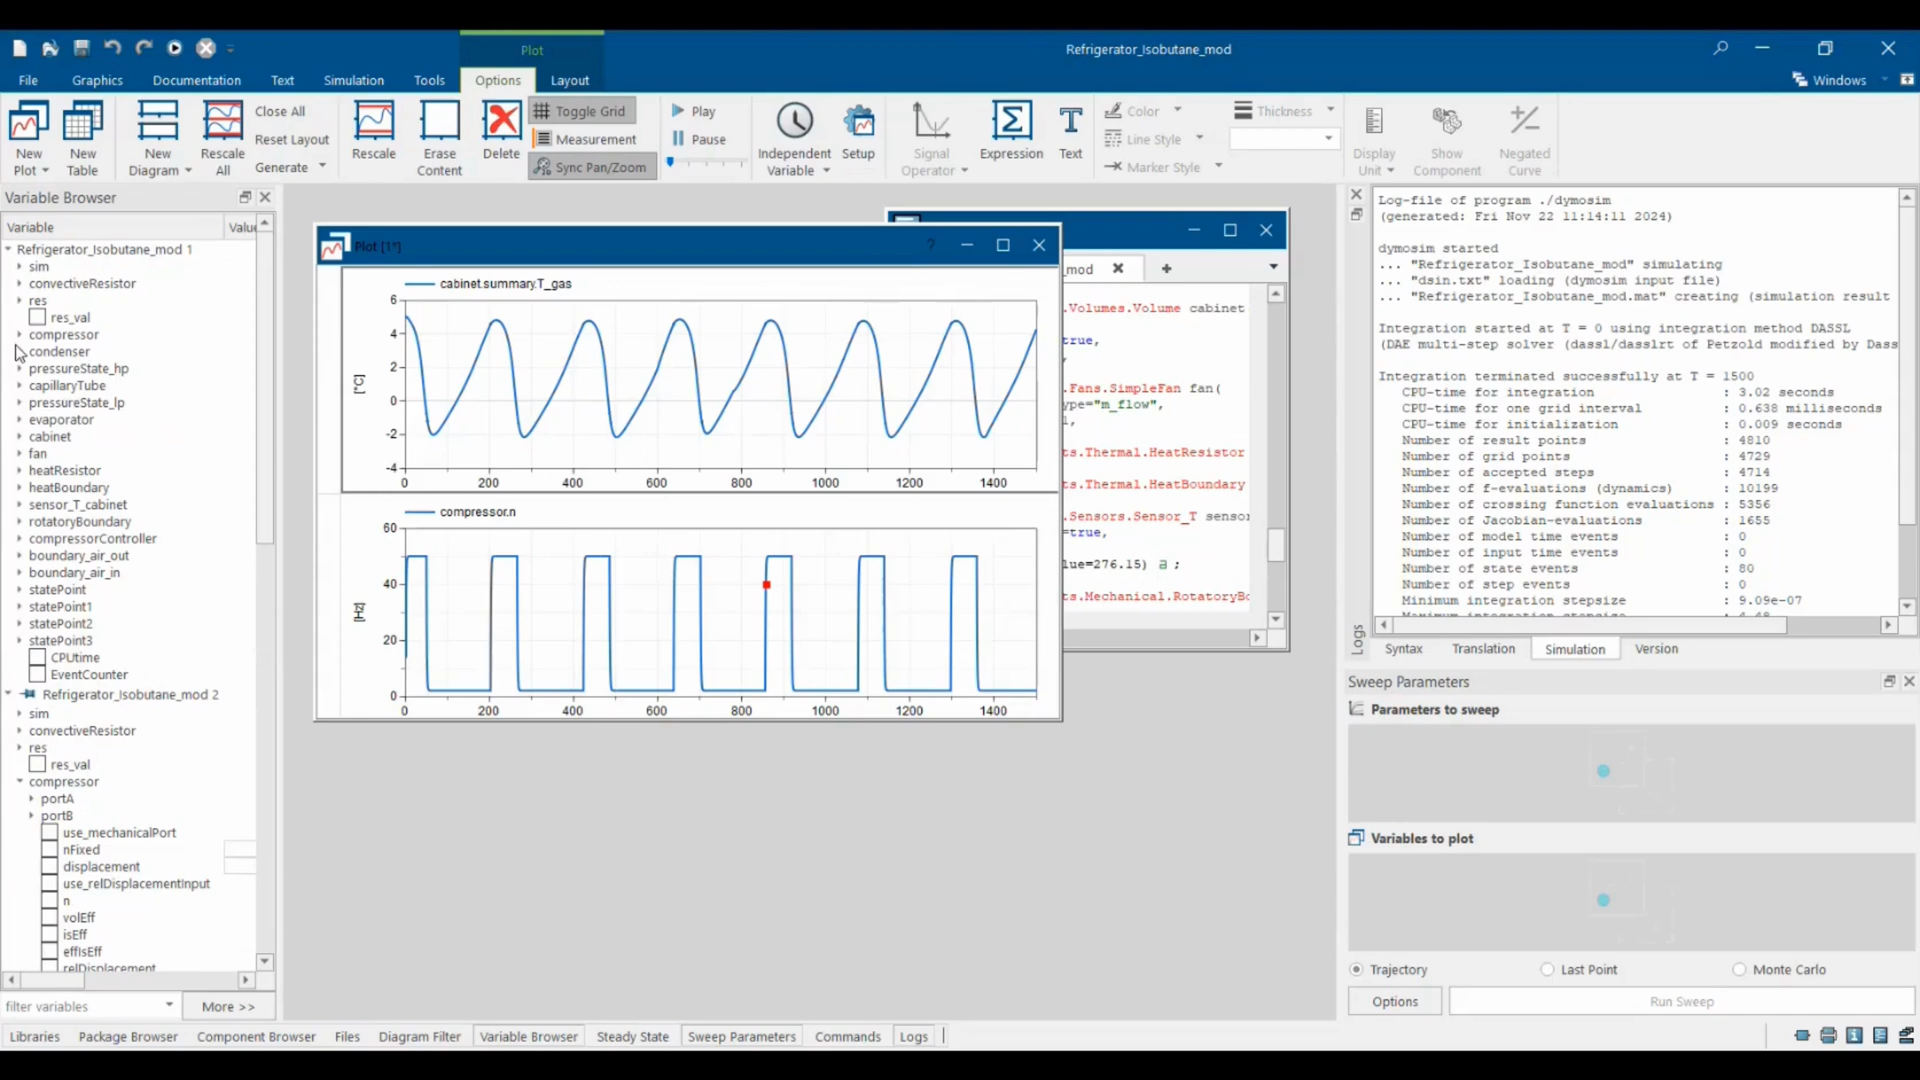 Plot
Refrigerator_Isobutane_mod
File
Graphics
Documentation
Text
Simulation
Tools
Options
Layout
Windows
New
Plot
New
Table
New
Diagram
Rescale
All
Close All
Reset Layout
Generate
Rescale
Erase
Content
Delete
Toggle Grid
Measurement
Sync Pan/Zoom
Play
Pause
Independent
Variable
Setup
Signal
Operator
Expression
Text
Color
Line Style
Marker Style
Thickness
Display
Unit
Show
Component
Negated
Curve
Variable Browser
Variable
Refrigerator_Isobutane_mod 1
sim
convectiveResistor
res
res_val
compressor
condenser
pressureState_hp
capillaryTube
pressureState_lp
evaporator
cabinet
fan
heatResistor
heatBoundary
sensor_T_cabinet
rotatoryBoundary
compressorController
boundary_air_out
boundary_air_in
statePoint
statePoint1
statePoint2
statePoint3
CPUtime
EventCounter
Refrigerator_Isobutane_mod 2
sim
convectiveResistor
res
res_val
compressor
portA
portB
use_mechanicalPort
nFixed
displacement
use_relDisplacementInput
n
volEff
isEff
effIsEff
relDisplacement
filter variables
More >>
Plot [1*]
?
cabinet.summary.T_gas
[°C]
6
4
2
0
-2
-4
0 200 400 600 800 1000 1200 1400
compressor.n
[Hz]
60
40
20
0
0 200 400 600 800 1000 1200 1400
_mod
.Volumes.Volume cabinet
true,
.Fans.SimpleFan fan(
ype="m_flow",
ts.Thermal.HeatResistor
ts.Thermal.HeatBoundary
.Sensors.Sensor_T sensor
=true,
lue=276.15) a ;
ts.Mechanical.RotatoryBo
Logs
Log-file of program ./dymosim
(generated: Fri Nov 22 11:14:11 2024)
dymosim started
... "Refrigerator_Isobutane_mod" simulating
... "dsin.txt" loading (dymosim input file)
... "Refrigerator_Isobutane_mod.mat" creating (simulation result
Integration started at T = 0 using integration method DASSL
(DAE multi-step solver (dassl/dasslrt of Petzold modified by Dass
Integration terminated successfully at T = 1500
CPU-time for integration : 3.02 seconds
CPU-time for one grid interval : 0.638 milliseconds
CPU-time for initialization : 0.009 seconds
Number of result points : 4810
Number of grid points : 4729
Number of accepted steps : 4714
Number of f-evaluations (dynamics) : 10199
Number of crossing function evaluations : 5356
Number of Jacobian-evaluations : 1655
Number of model time events : 0
Number of input time events : 0
Number of state events : 80
Number of step events : 0
Minimum integration stepsize : 9.09e-07
Syntax
Translation
Simulation
Version
Sweep Parameters
Parameters to sweep
Variables to plot
Trajectory
Last Point
Monte Carlo
Options
Run Sweep
Libraries
Package Browser
Component Browser
Files
Diagram Filter
Variable Browser
Steady State
Sweep Parameters
Commands
Logs